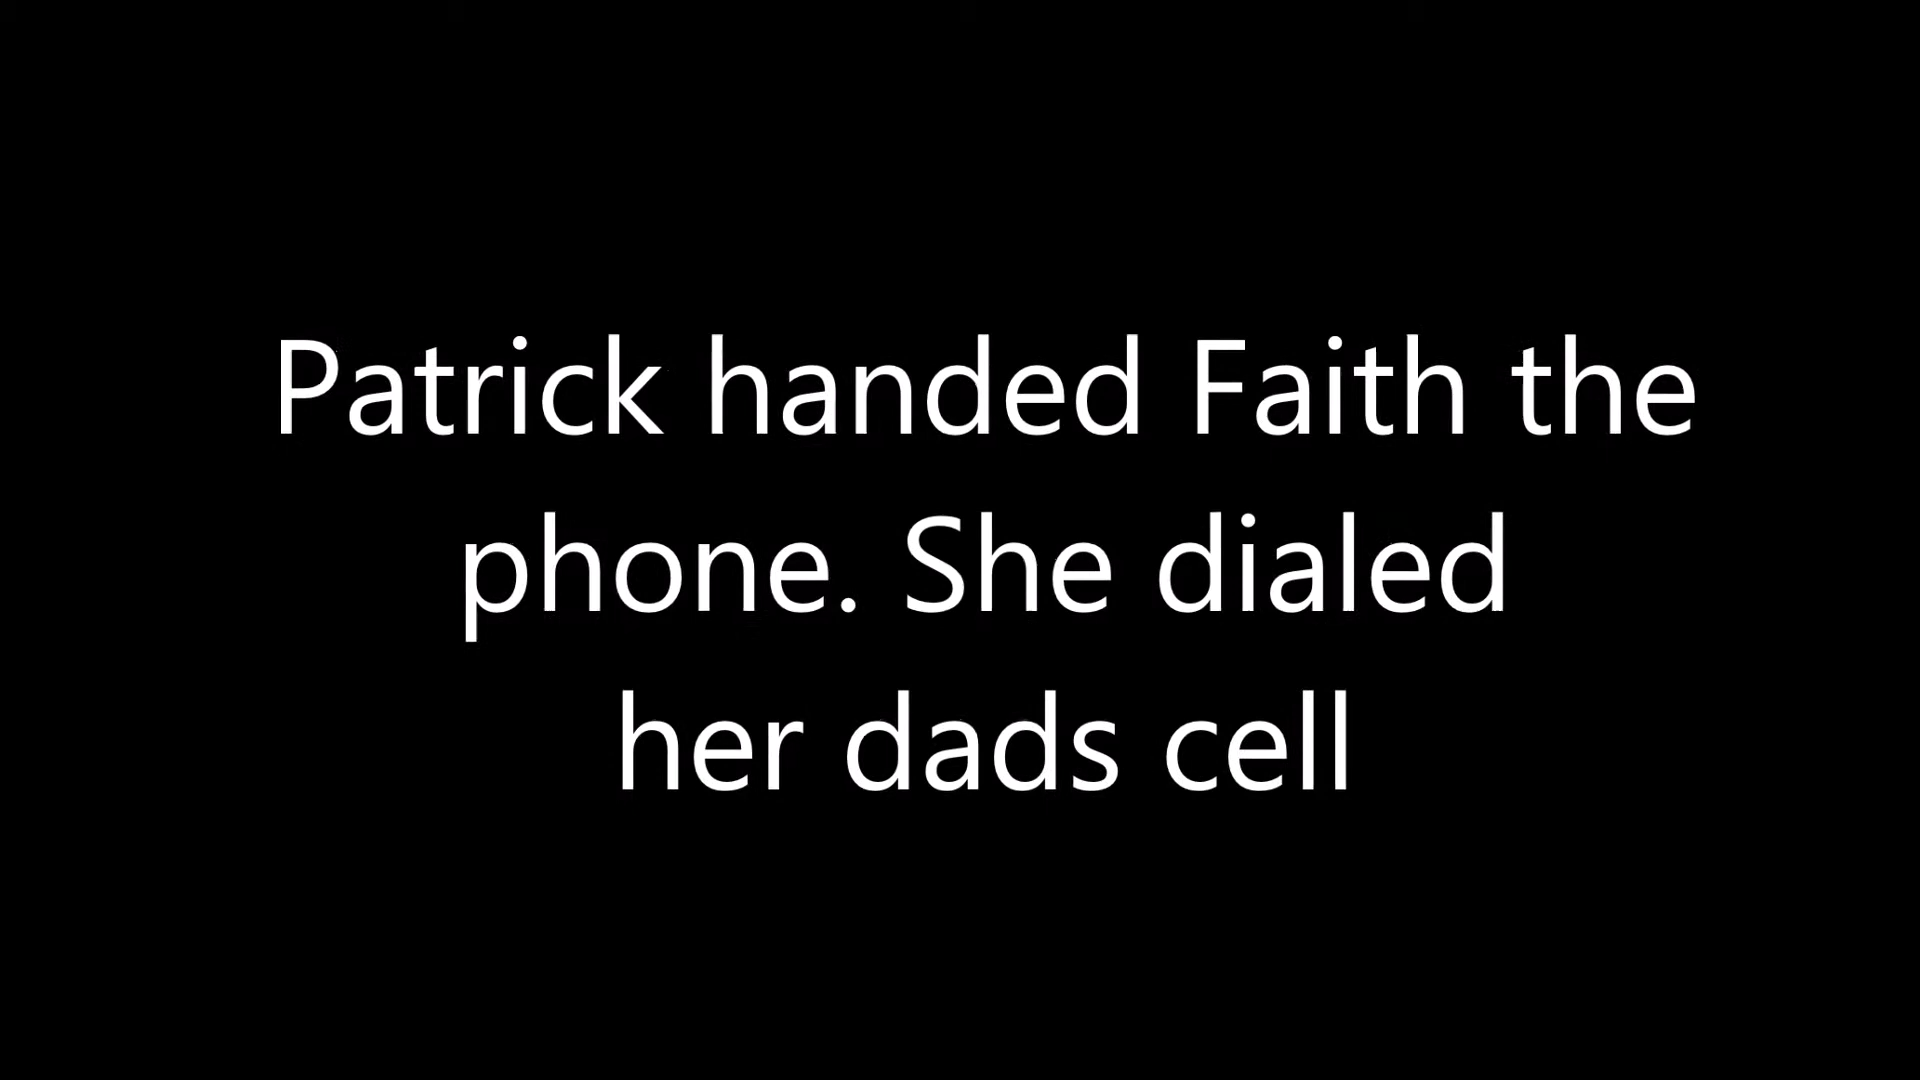 Patrick handed Faith the
phone. She dialed
her dads cell